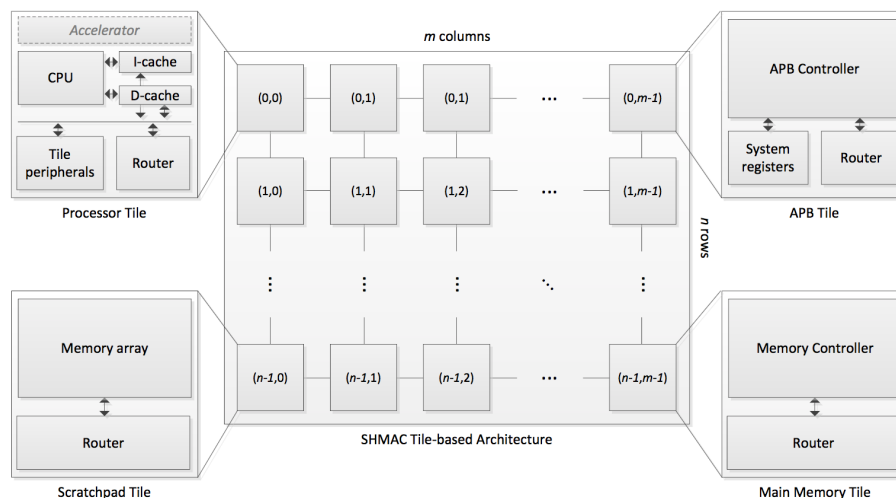 Accelerator
CPU
I-cache
D-cache
Tile
peripherals
Router
Processor Tile
m columns
(0,0)
(0,1)
(0,1)
...
(0,m-1)
(1,0)
(1,1)
(1,2)
...
(1,m-1)
n rows
(n-1,0)
(n-1,1)
(n-1,2)
...
(n-1,m-1)
SHMAC Tile-based Architecture
APB Controller
System
registers
Router
APB Tile
Memory array
Router
Scratchpad Tile
Memory Controller
Router
Main Memory Tile